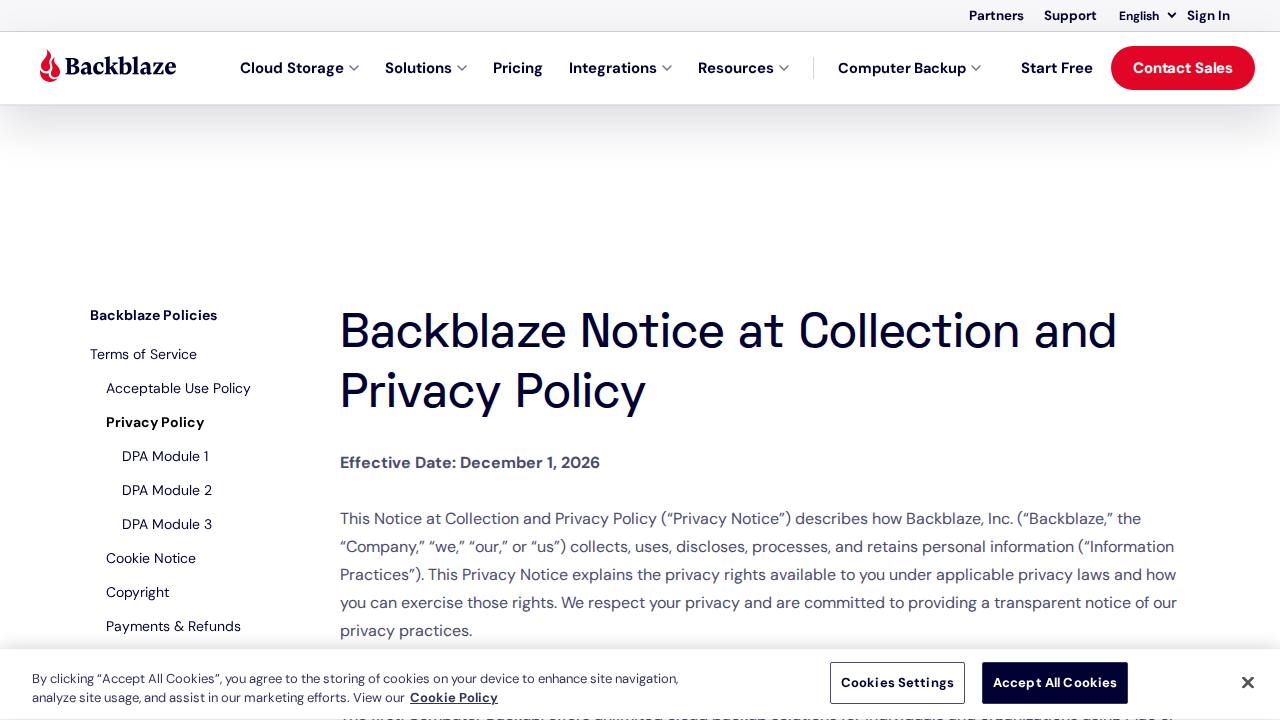 Partners Support English Sign In
Backblaze Cloud Storage Solutions Pricing Integrations Resources Computer Backup Start Free Contact Sales
Backblaze Policies
Terms of Service
Acceptable Use Policy
Privacy Policy
DPA Module 1
DPA Module 2
DPA Module 3
Cookie Notice
Copyright
Payments & Refunds
Backblaze Notice at Collection and
Privacy Policy
Effective Date: December 1, 2026
This Notice at Collection and Privacy Policy (“Privacy Notice”) describes how Backblaze, Inc. (“Backblaze,” the
“Company,” “we,” “our,” or “us”) collects, uses, discloses, processes, and retains personal information (“Information
Practices”). This Privacy Notice explains the privacy rights available to you under applicable privacy laws and how
you can exercise those rights. We respect your privacy and are committed to providing a transparent notice of our
privacy practices.
By clicking “Accept All Cookies”, you agree to the storing of cookies on your device to enhance site navigation,
analyze site usage, and assist in our marketing efforts. View our Cookie Policy
Cookies Settings
Accept All Cookies